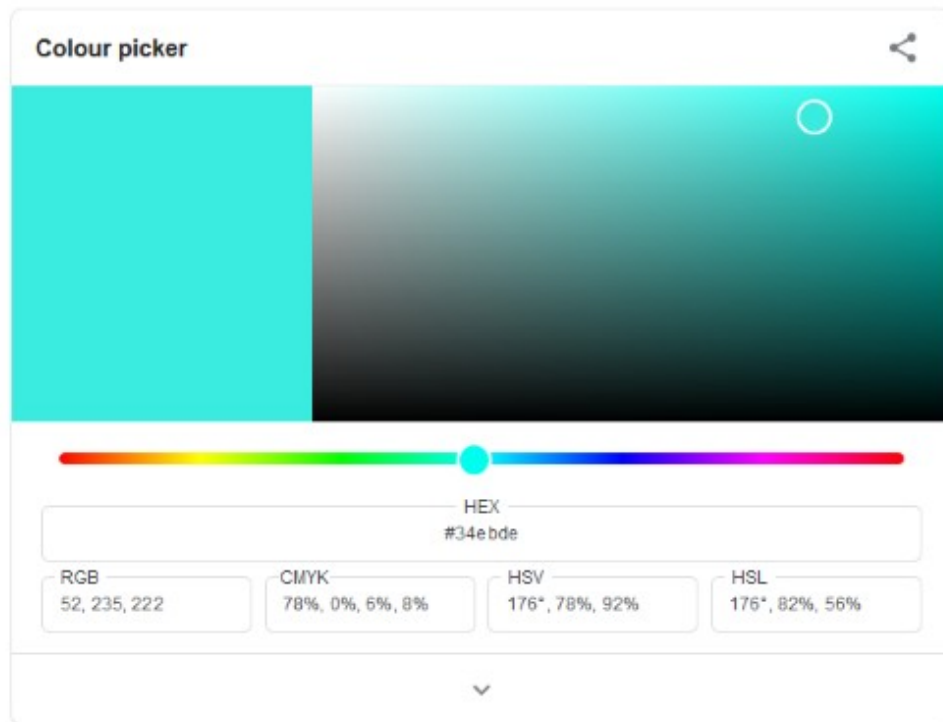 Colour picker
HEX
#34ebde
RGB
52, 235, 222
CMYK
78%, 0%, 6%, 8%
HSV
176°, 78%, 92%
HSL
176°, 82%, 56%